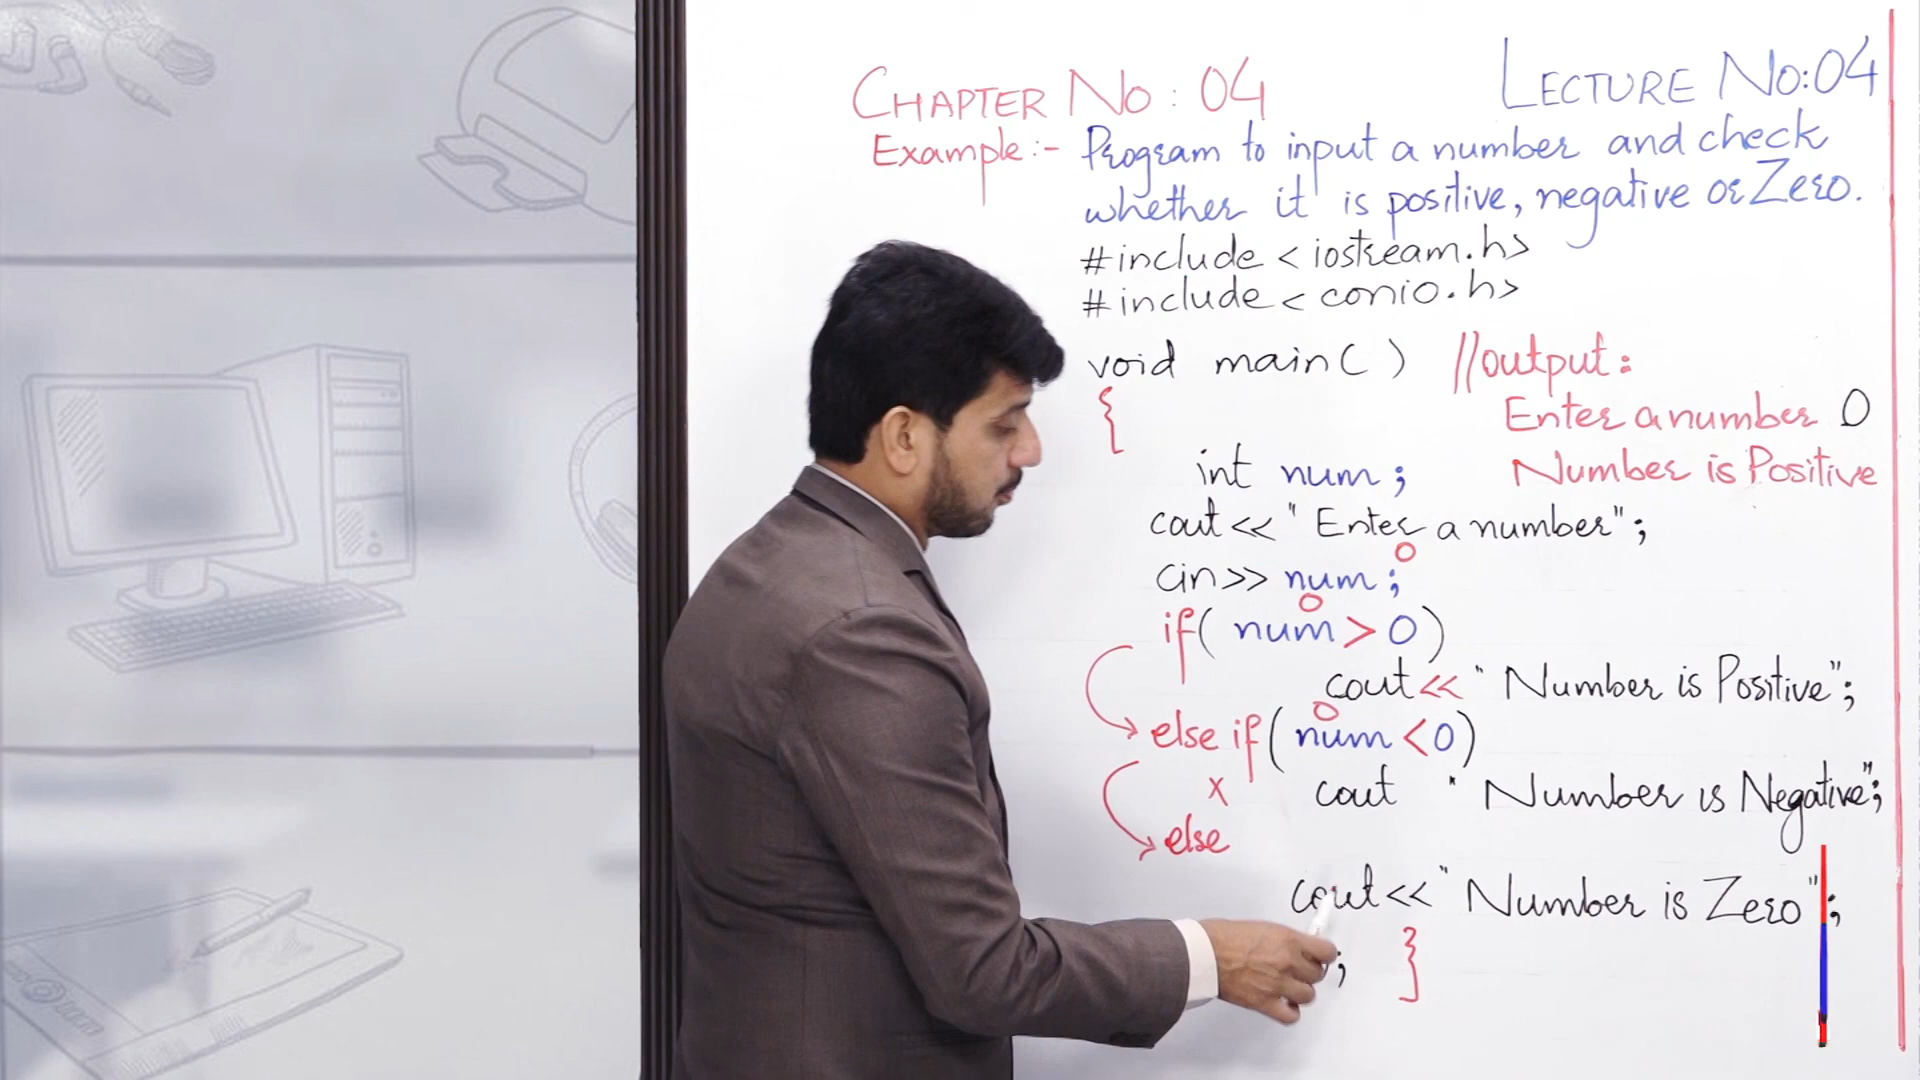 CHAPTER No: 04
LECTURE No:04
Example:- Program to input a number and check
whether it is positive, negative or Zero.
#include <iostream.h>
#include <conio.h>
void main( ) //output:
{ Enter a number 0
int num; Number is Positive
cout<<"Enter a number";
0
cin>> num;
0
if( num > 0)
cout<<"Number is Positive";
0
else if( num <0)
x cout " Number is Negative";
else
cout<<"Number is Zero";
; }